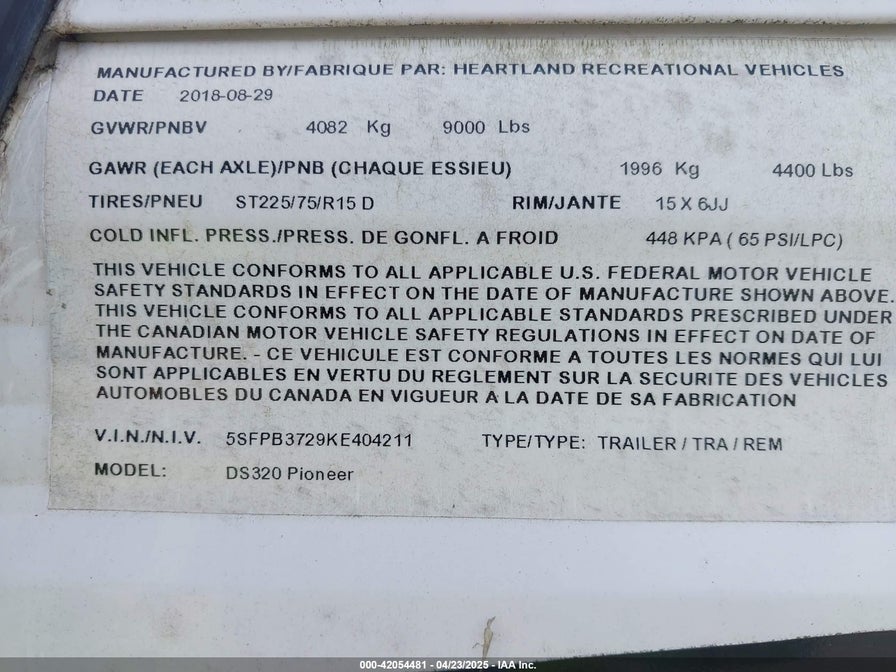 MANUFACTURED BY/FABRIQUE PAR: HEARTLAND RECREATIONAL VEHICLES
DATE 2018-08-29
GVWR/PNBV 4082 Kg 9000 Lbs
GAWR (EACH AXLE)/PNB (CHAQUE ESSIEU) 1996 Kg 4400 Lbs
TIRES/PNEU ST225/75/R15 D RIM/JANTE 15 X 6JJ
COLD INFL. PRESS./PRESS. DE GONFL. A FROID 448 KPA ( 65 PSI/LPC)
THIS VEHICLE CONFORMS TO ALL APPLICABLE U.S. FEDERAL MOTOR VEHICLE
SAFETY STANDARDS IN EFFECT ON THE DATE OF MANUFACTURE SHOWN ABOVE.
THIS VEHICLE CONFORMS TO ALL APPLICABLE STANDARDS PRESCRIBED UNDER
THE CANADIAN MOTOR VEHICLE SAFETY REGULATIONS IN EFFECT ON DATE OF
MANUFACTURE. - CE VEHICULE EST CONFORME A TOUTES LES NORMES QUI LUI
SONT APPLICABLES EN VERTU DU REGLEMENT SUR LA SECURITE DES VEHICLES
AUTOMOBILES DU CANADA EN VIGUEUR A LA DATE DE SA FABRICATION
V.I.N./N.I.V. 5SFPB3729KE404211 TYPE/TYPE: TRAILER / TRA / REM
MODEL: DS320 Pioneer
000-42054481 - 04/23/2025 - IAA Inc.